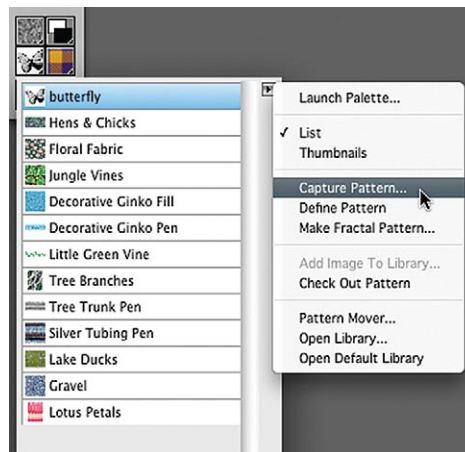 butterfly
Hens & Chicks
Floral Fabric
Jungle Vines
Decorative Ginko Fill
Decorative Ginko Pen
Little Green Vine
Tree Branches
Tree Trunk Pen
Silver Tubing Pen
Lake Ducks
Gravel
Lotus Petals
Launch Palette...
✓ List
Thumbnails
Capture Pattern...
Define Pattern
Make Fractal Pattern...
Add Image To Library...
Check Out Pattern
Pattern Mover...
Open Library...
Open Default Library